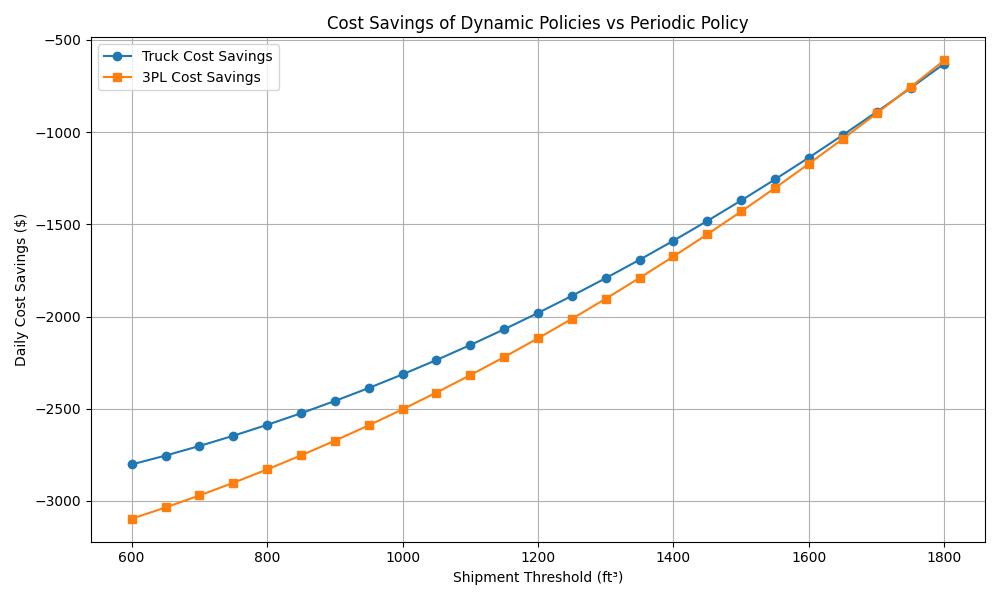 Cost Savings of Dynamic Policies vs Periodic Policy
Truck Cost Savings
3PL Cost Savings
Daily Cost Savings ($)
−500
−1000
−1500
−2000
−2500
−3000
600 800 1000 1200 1400 1600 1800
Shipment Threshold (ft³)